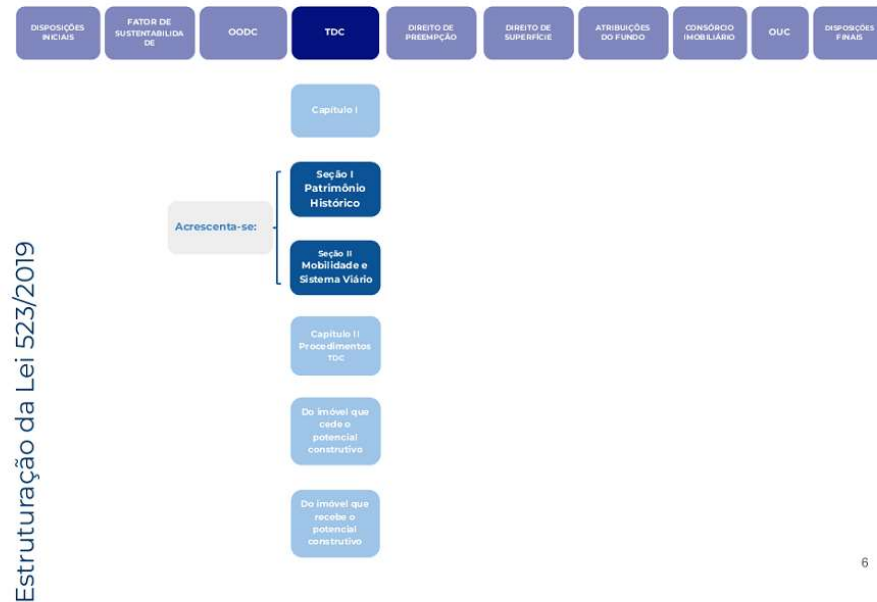 DISPOSIÇÕES
INICIAIS
FATOR DE
SUSTENTABILIDA
DE
OODC
TDC
DIREITO DE
PREEMPÇÃO
DIREITO DE
SUPERFÍCIE
ATRIBUIÇÕES
DO FUNDO
CONSÓRCIO
IMOBILIÁRIO
OUC
DISPOSIÇÕES
FINAIS
Capítulo I
Seção I
Patrimônio
Histórico
Acrescenta-se:
Seção II
Mobilidade e
Sistema Viário
Capítulo II
Procedimentos
TDC
Do imóvel que
cede o
potencial
construtivo
Do imóvel que
recebe o
potencial
construtivo
Estruturação da Lei 523/2019
6